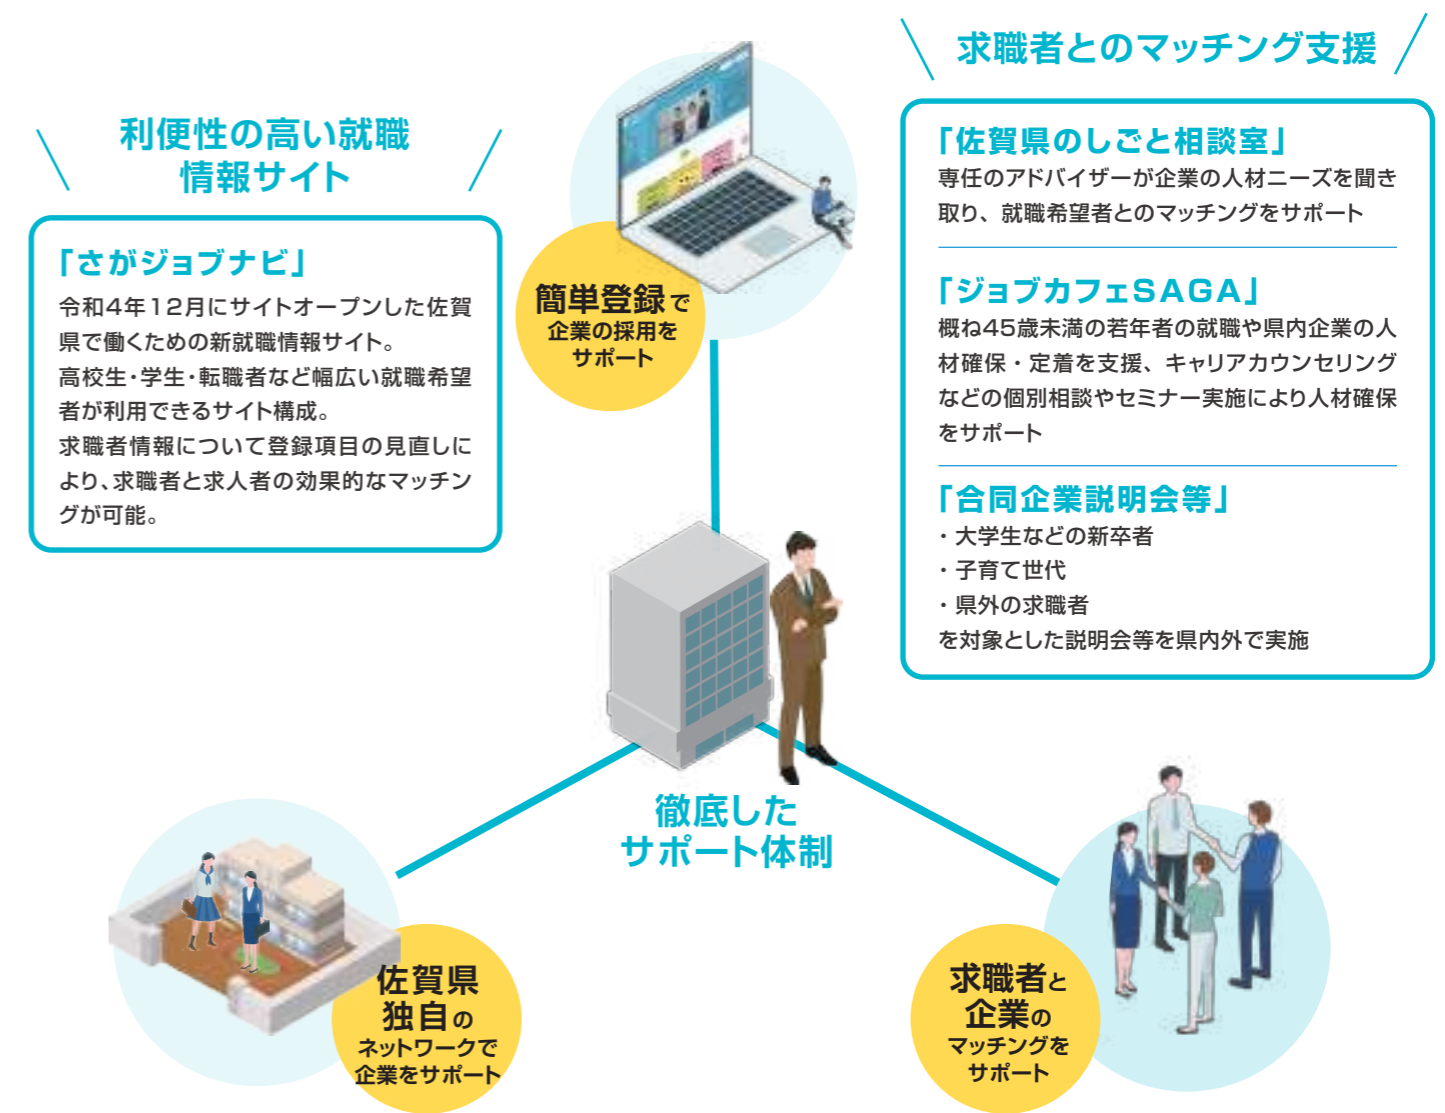 利便性の高い就職
情報サイト
「さがジョブナビ」
令和4年12月にサイトオープンした佐賀
県で働くための新就職情報サイト。
高校生・学生・転職者など幅広い就職希望
者が利用できるサイト構成。
求職者情報について登録項目の見直しに
より、求職者と求人者の効果的なマッチン
グが可能。
簡単登録で
企業の採用を
サポート
求職者とのマッチング支援
「佐賀県のしごと相談室」
専任のアドバイザーが企業の人材ニーズを聞き
取り、就職希望者とのマッチングをサポート
「ジョブカフェSAGA」
概ね45歳未満の若年者の就職や県内企業の人
材確保・定着を支援、キャリアカウンセリング
などの個別相談やセミナー実施により人材確保
をサポート
「合同企業説明会等」
・大学生などの新卒者
・子育て世代
・県外の求職者
を対象とした説明会等を県内外で実施
徹底した
サポート体制
佐賀県
独自の
ネットワークで
企業をサポート
求職者と
企業の
マッチングを
サポート